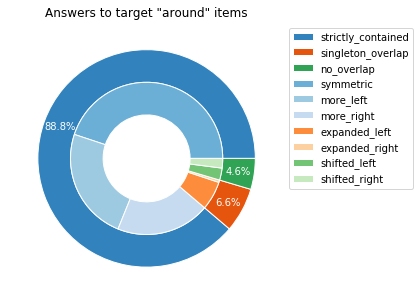 Answers to target "around" items
strictly_contained
singleton_overlap
no_overlap
symmetric
more_left
more_right
expanded_left
expanded_right
shifted_left
shifted_right
88.8%
4.6%
6.6%